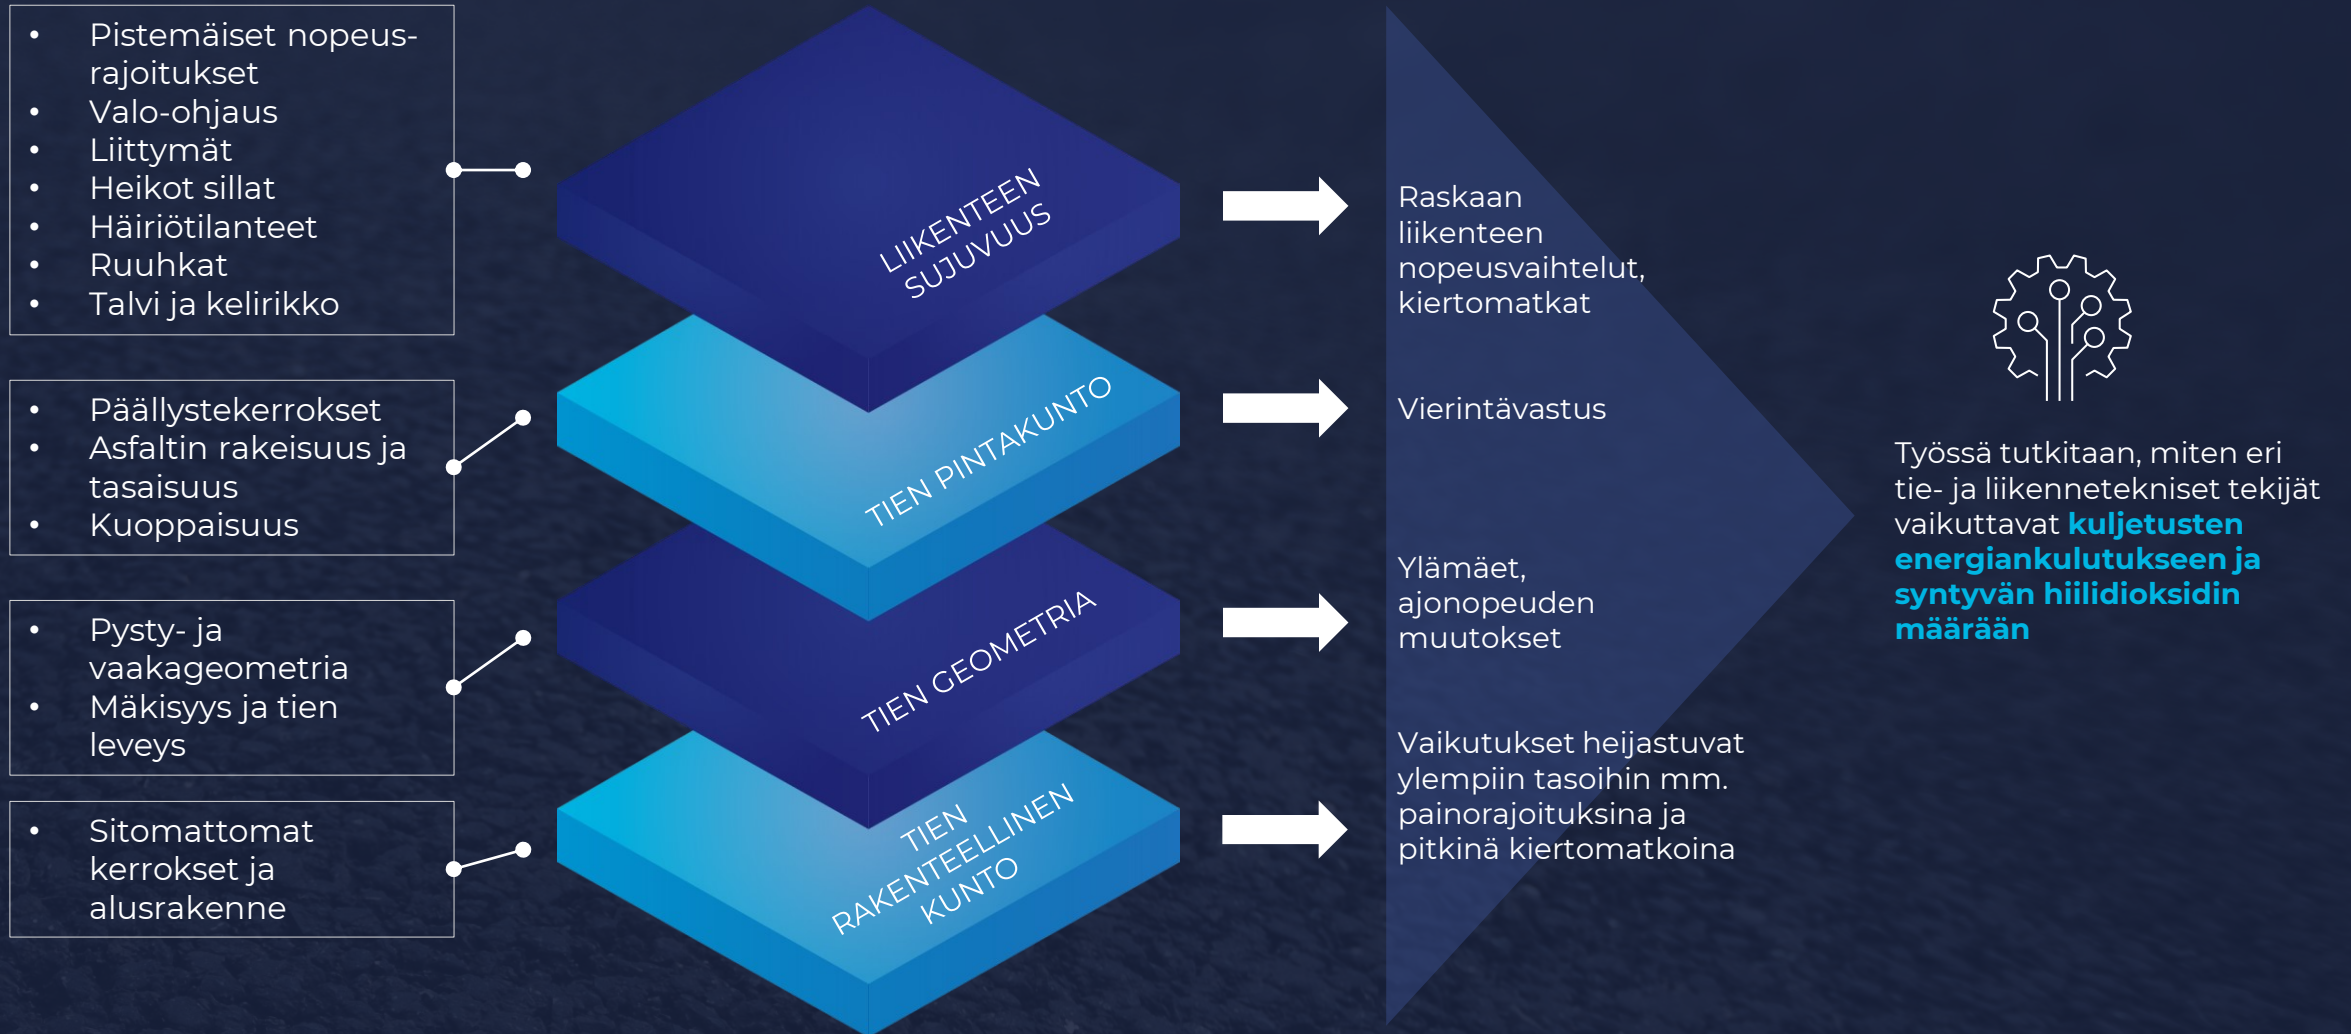 • Pistemäiset nopeus-
rajoitukset
• Valo-ohjaus
• Liittymät
• Heikot sillat
• Häiriötilanteet
• Ruuhkat
• Talvi ja kelirikko
LIIKENTEEN
SUJUVUUS
Raskaan
liikenteen
nopeusvaihtelut,
kiertomatkat
• Päällystekerrokset
• Asfaltin rakeisuus ja
tasaisuus
• Kuoppaisuus
TIEN PINTAKUNTO
Vierintävastus
• Pysty- ja
vaakageometria
• Mäkisyys ja tien
leveys
TIEN GEOMETRIA
Ylämäet,
ajonopeuden
muutokset
• Sitomattomat
kerrokset ja
alusrakenne
TIEN
RAKENTEELLINEN
KUNTO
Vaikutukset heijastuvat
ylempiin tasoihin mm.
painorajoituksina ja
pitkinä kiertomatkoina
Työssä tutkitaan, miten eri
tie- ja liikennetekniset tekijät
vaikuttavat kuljetusten
energiankulutukseen ja
syntyvän hiilidioksidin
määrään